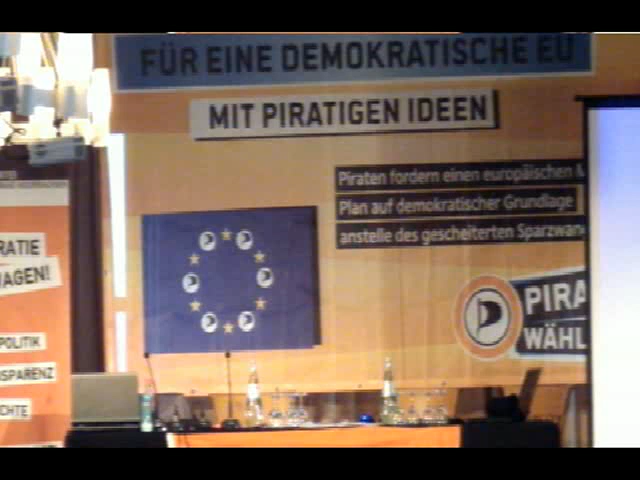 FÜR EINE DEMOKRATISCHE EU
MIT PIRATIGEN IDEEN
Piraten fordern einen europäischen
Plan auf demokratischer Grundlage
anstelle des gescheiterten Sparzwan
PIRA
WÄHL
RATIE
AGEN!
POLITIK
SPARENZ
CHTE